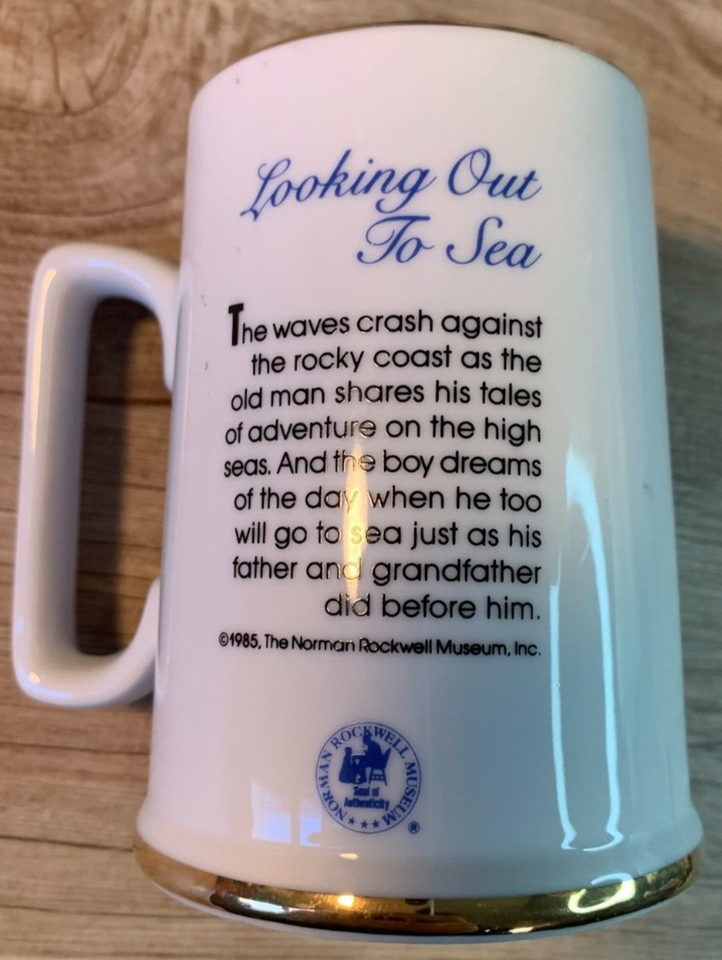 Looking Out
To Sea
The waves crash against
the rocky coast as the
old man shares his tales
of adventure on the high
seas. And the boy dreams
of the day when he too
will go to sea just as his
father and grandfather
did before him.
©1985, The Norman Rockwell Museum, Inc.
NORMAN ROCKWELL MUSEUM
Seal of
Authenticity
★ ★ ★
®